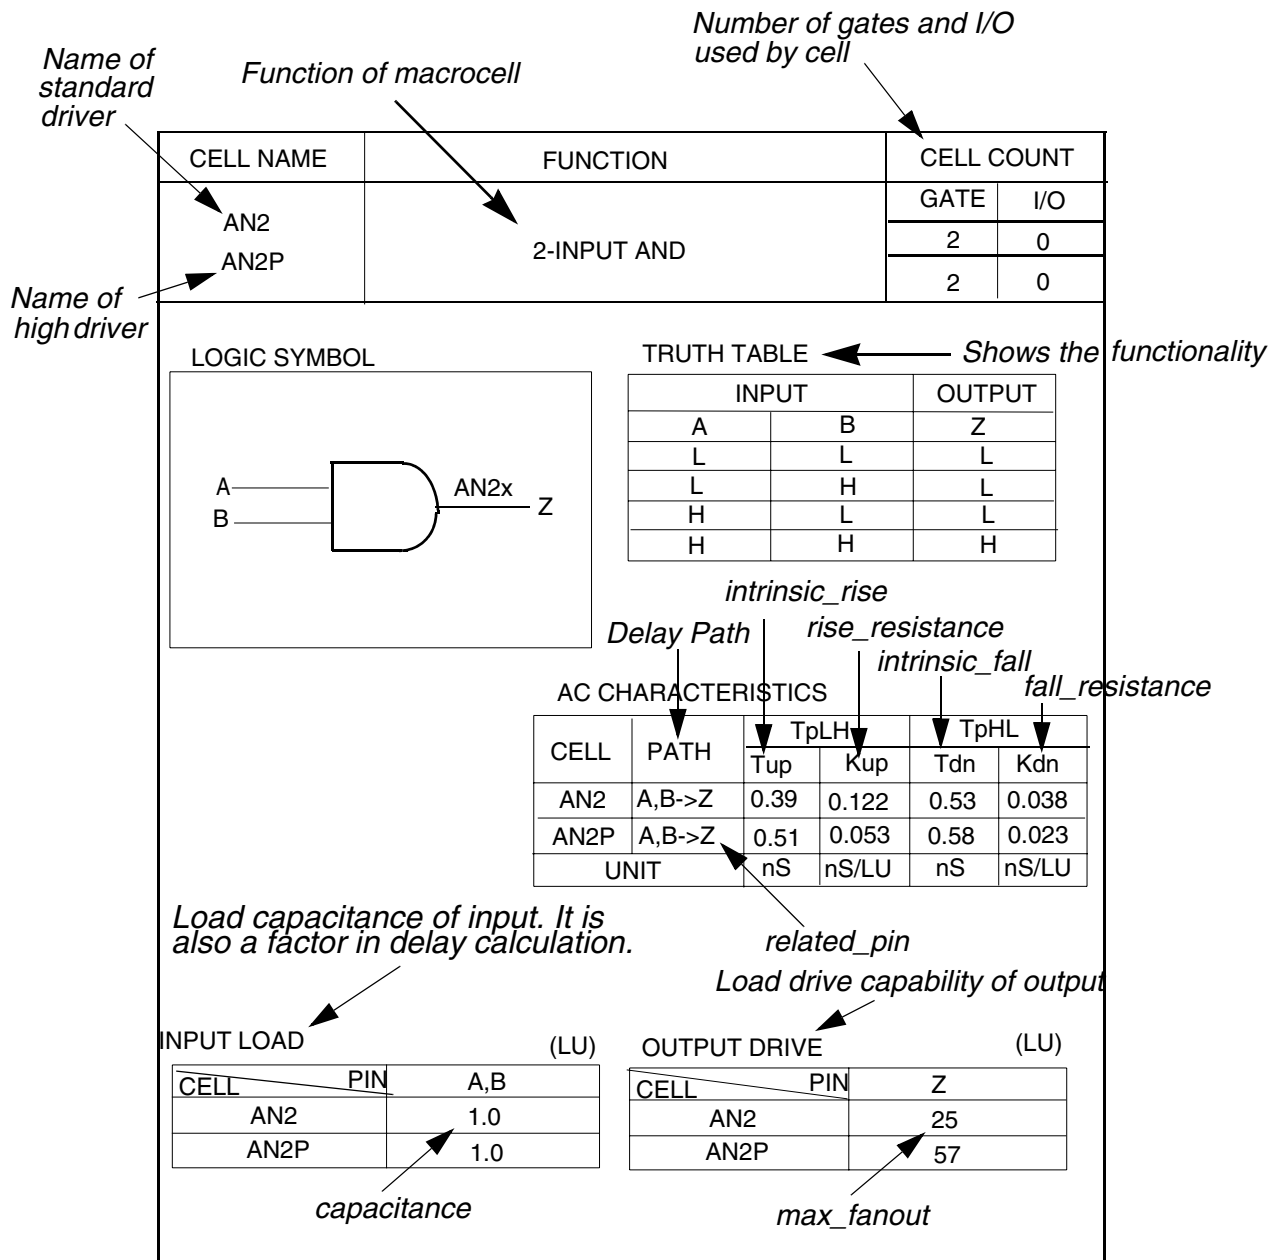 Number of gates and I/O
used by cell
Name of
standard
driver
Function of macrocell
CELL NAME
FUNCTION
CELL COUNT
GATE
I/O
AN2
AN2P
2-INPUT AND
2
0
2
0
Name of
high driver
LOGIC SYMBOL
A
B
AN2x
Z
TRUTH TABLE
Shows the functionality
INPUT
OUTPUT
A
B
Z
L
L
L
L
H
L
H
L
L
H
H
H
intrinsic_rise
Delay Path
rise_resistance
intrinsic_fall
fall_resistance
AC CHARACTERISTICS
CELL
PATH
TpLH
TpHL
Tup
Kup
Tdn
Kdn
AN2
A,B->Z
0.39
0.122
0.53
0.038
AN2P
A,B->Z
0.51
0.053
0.58
0.023
UNIT
nS
nS/LU
nS
nS/LU
related_pin
Load capacitance of input. It is
also a factor in delay calculation.
Load drive capability of output
INPUT LOAD
(LU)
CELL
PIN
A,B
AN2
1.0
AN2P
1.0
capacitance
OUTPUT DRIVE
(LU)
CELL
PIN
Z
AN2
25
AN2P
57
max_fanout